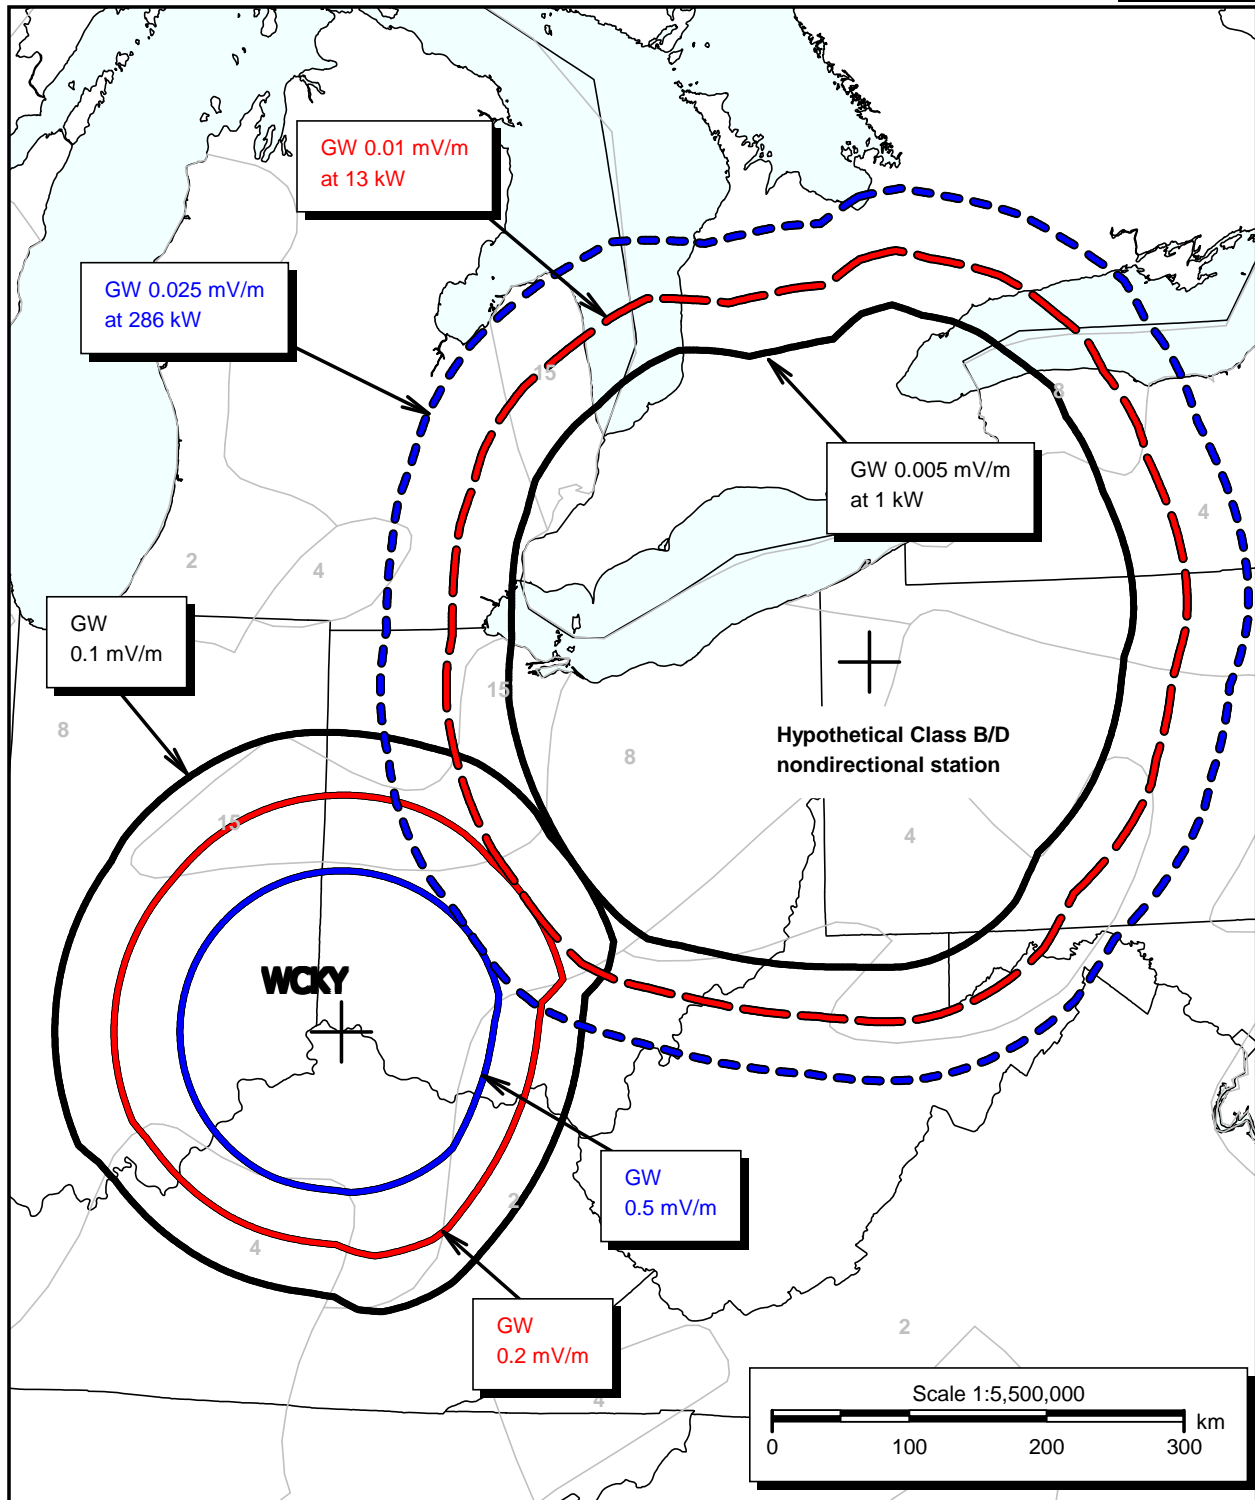 GW 0.01 mV/m
at 13 kW
GW 0.025 mV/m
at 286 kW
15
8
GW 0.005 mV/m
at 1 kW
4
2
4
GW
0.1 mV/m
15
8
8
Hypothetical Class B/D
nondirectional station
15
4
WCKY
GW
0.5 mV/m
2
4
GW
0.2 mV/m
2
4
Scale 1:5,500,000
km
0 100 200 300